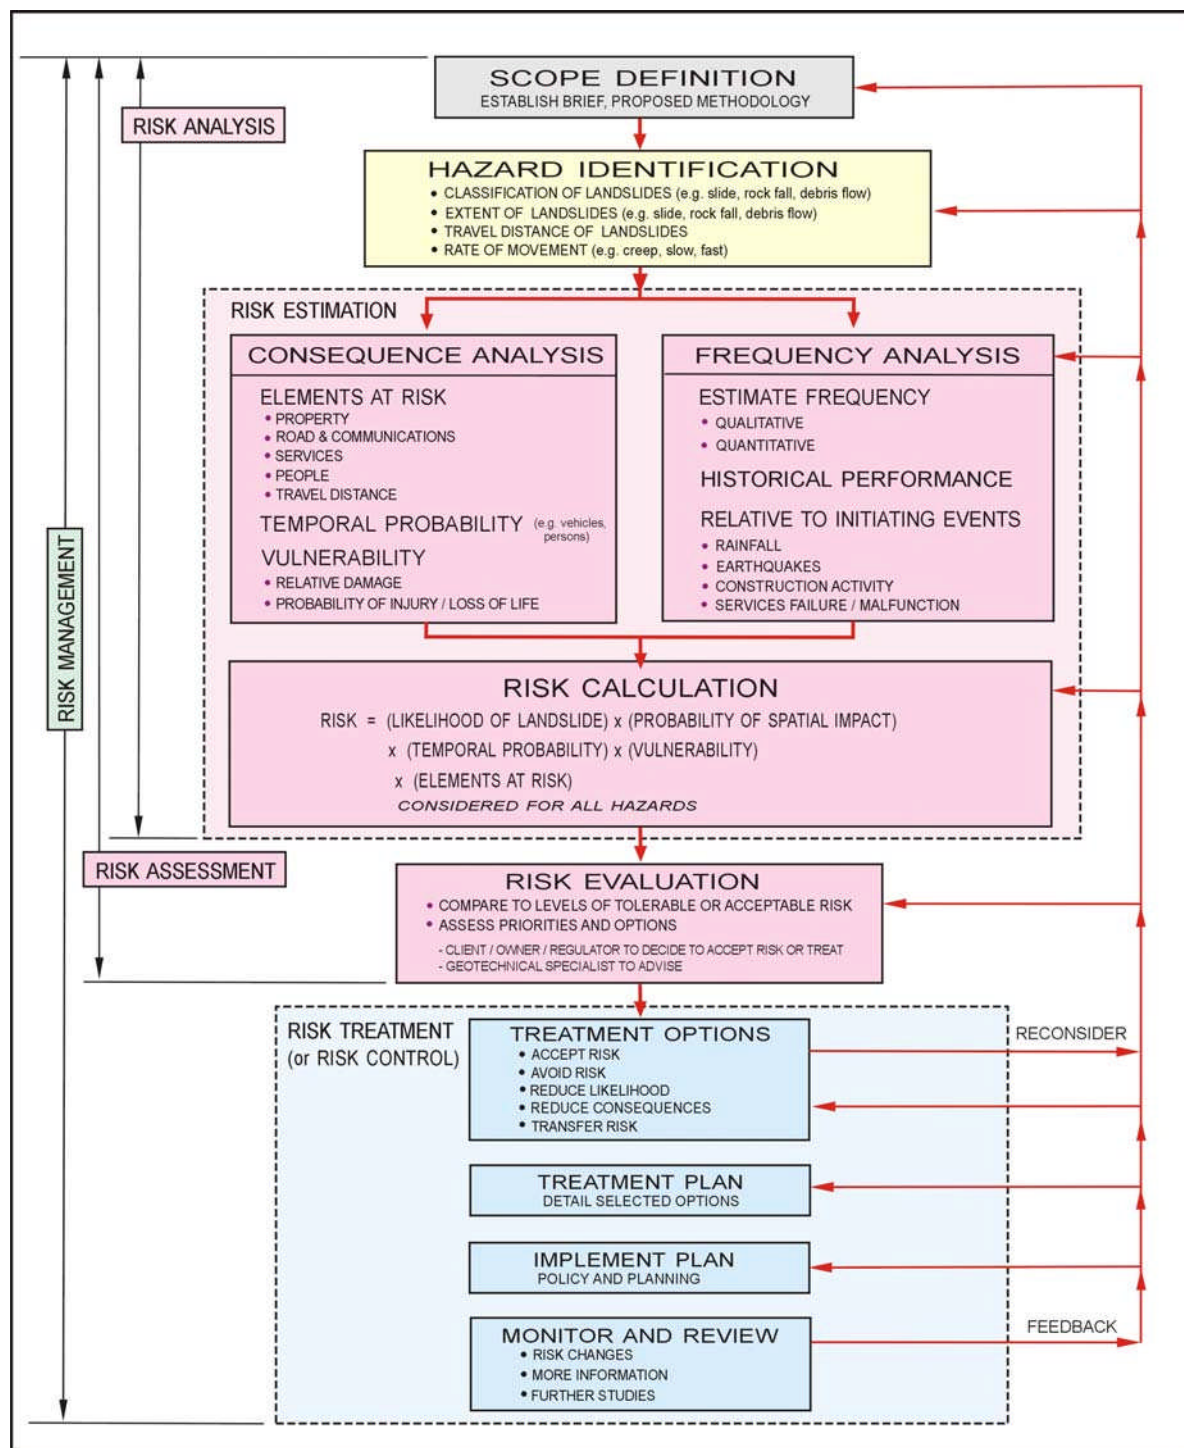 SCOPE DEFINITION
ESTABLISH BRIEF, PROPOSED METHODOLOGY
RISK ANALYSIS
HAZARD IDENTIFICATION
• CLASSIFICATION OF LANDSLIDES (e.g. slide, rock fall, debris flow)
• EXTENT OF LANDSLIDES (e.g. slide, rock fall, debris flow)
• TRAVEL DISTANCE OF LANDSLIDES
• RATE OF MOVEMENT (e.g. creep, slow, fast)
RISK ESTIMATION
CONSEQUENCE ANALYSIS
ELEMENTS AT RISK
• PROPERTY
• ROAD & COMMUNICATIONS
• SERVICES
• PEOPLE
• TRAVEL DISTANCE
TEMPORAL PROBABILITY (e.g. vehicles,
persons)
VULNERABILITY
• RELATIVE DAMAGE
• PROBABILITY OF INJURY / LOSS OF LIFE
FREQUENCY ANALYSIS
ESTIMATE FREQUENCY
• QUALITATIVE
• QUANTITATIVE
HISTORICAL PERFORMANCE
RELATIVE TO INITIATING EVENTS
• RAINFALL
• EARTHQUAKES
• CONSTRUCTION ACTIVITY
• SERVICES FAILURE / MALFUNCTION
RISK MANAGEMENT
RISK CALCULATION
RISK = (LIKELIHOOD OF LANDSLIDE) x (PROBABILITY OF SPATIAL IMPACT)
x (TEMPORAL PROBABILITY) x (VULNERABILITY)
x (ELEMENTS AT RISK)
CONSIDERED FOR ALL HAZARDS
RISK ASSESSMENT
RISK EVALUATION
• COMPARE TO LEVELS OF TOLERABLE OR ACCEPTABLE RISK
• ASSESS PRIORITIES AND OPTIONS
- CLIENT / OWNER / REGULATOR TO DECIDE TO ACCEPT RISK OR TREAT
- GEOTECHNICAL SPECIALIST TO ADVISE
RISK TREATMENT
(or RISK CONTROL)
TREATMENT OPTIONS
• ACCEPT RISK
• AVOID RISK
• REDUCE LIKELIHOOD
• REDUCE CONSEQUENCES
• TRANSFER RISK
RECONSIDER
TREATMENT PLAN
DETAIL SELECTED OPTIONS
IMPLEMENT PLAN
POLICY AND PLANNING
MONITOR AND REVIEW
• RISK CHANGES
• MORE INFORMATION
• FURTHER STUDIES
FEEDBACK